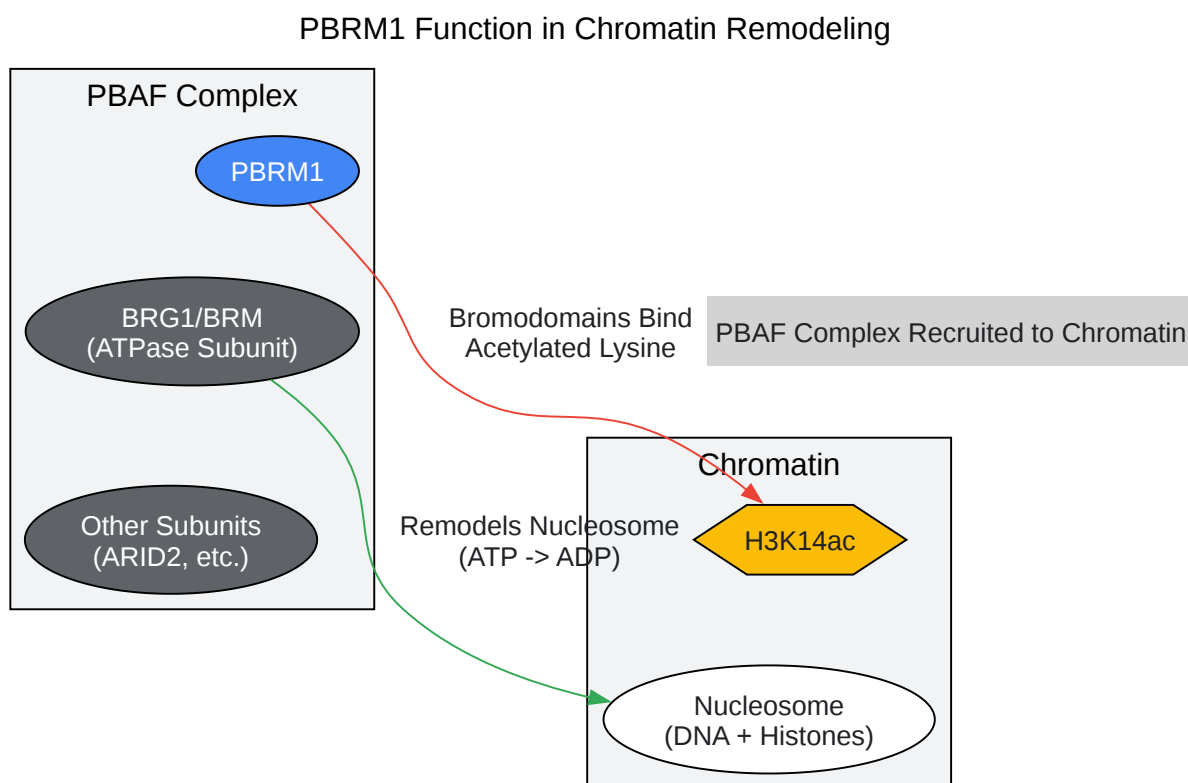 PBRM1 Function in Chromatin Remodeling
PBAF Complex
PBRM1
BRG1/BRM
(ATPase Subunit)
Bromodomains Bind
Acetylated Lysine
PBAF Complex Recruited to Chromatin
Chromatin
Other Subunits
(ARID2, etc.)
Remodels Nucleosome
(ATP -> ADP)
H3K14ac
Nucleosome
(DNA + Histones)